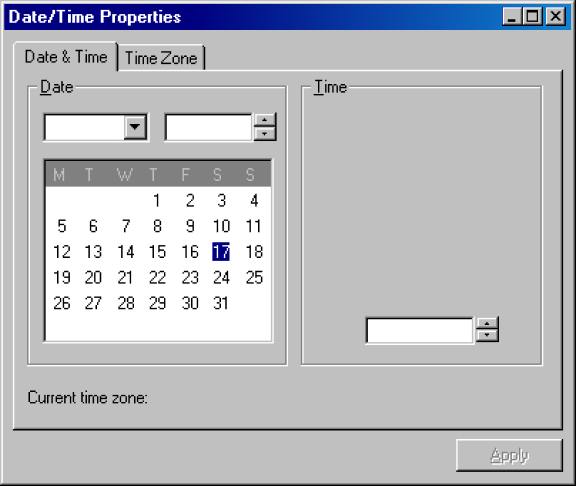 Date/Time Properties
Date & Time Time Zone
Date Time
M T W T F S S
1 2 3 4
5 6 7 8 9 10 11
12 13 14 15 16 17 18
19 20 21 22 23 24 25
26 27 28 29 30 31
Current time zone:
Apply